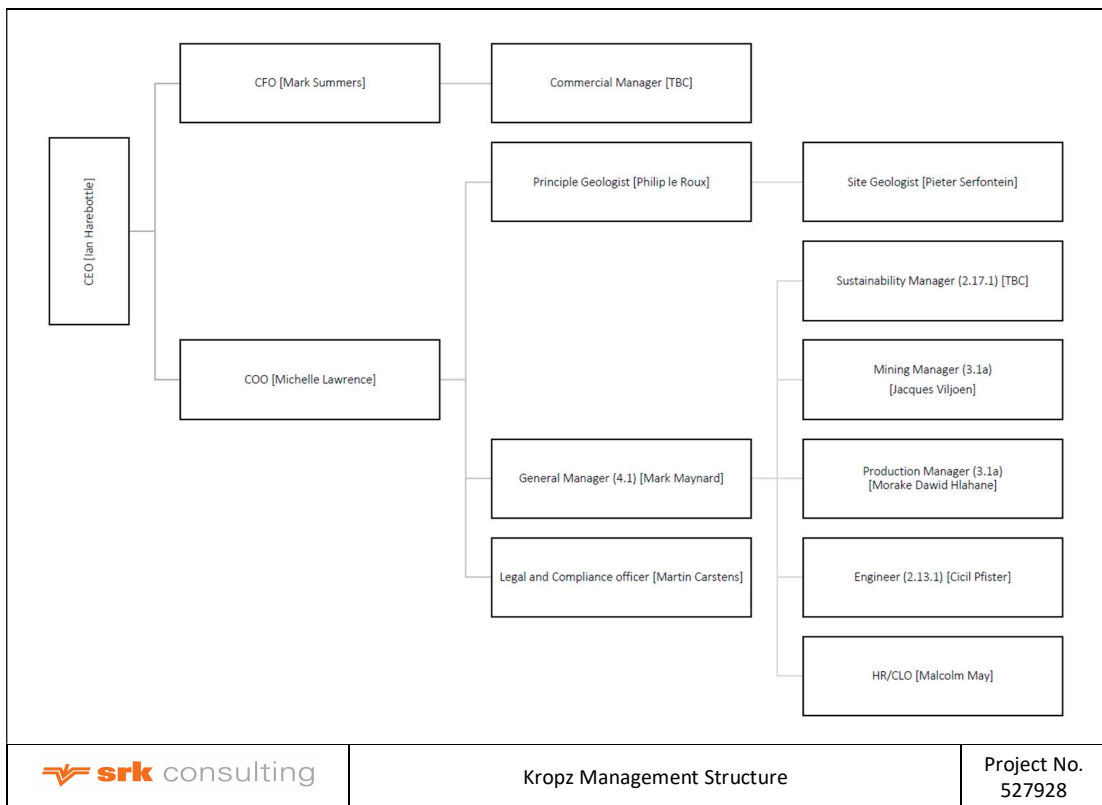 CEO [Ian Harebottle]
CFO [Mark Summers]
Commercial Manager [TBC]
COO [Michelle Lawrence]
Principle Geologist [Philip le Roux]
Site Geologist [Pieter Serfontein]
General Manager (4.1) [Mark Maynard]
Sustainability Manager (2.17.1) [TBC]
Mining Manager (3.1a)
[Jacques Viljoen]
Production Manager (3.1a)
[Morake Dawid Hlahane]
Engineer (2.13.1) [Cicil Pfister]
HR/CLO [Malcolm May]
Legal and Compliance officer [Martin Carstens]
srk consulting
Kropz Management Structure
Project No.
527928